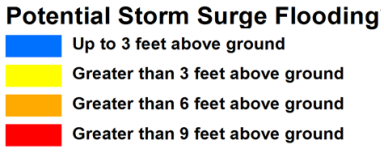 Potential Storm Surge Flooding
Up to 3 feet above ground
Greater than 3 feet above ground
Greater than 6 feet above ground
Greater than 9 feet above ground